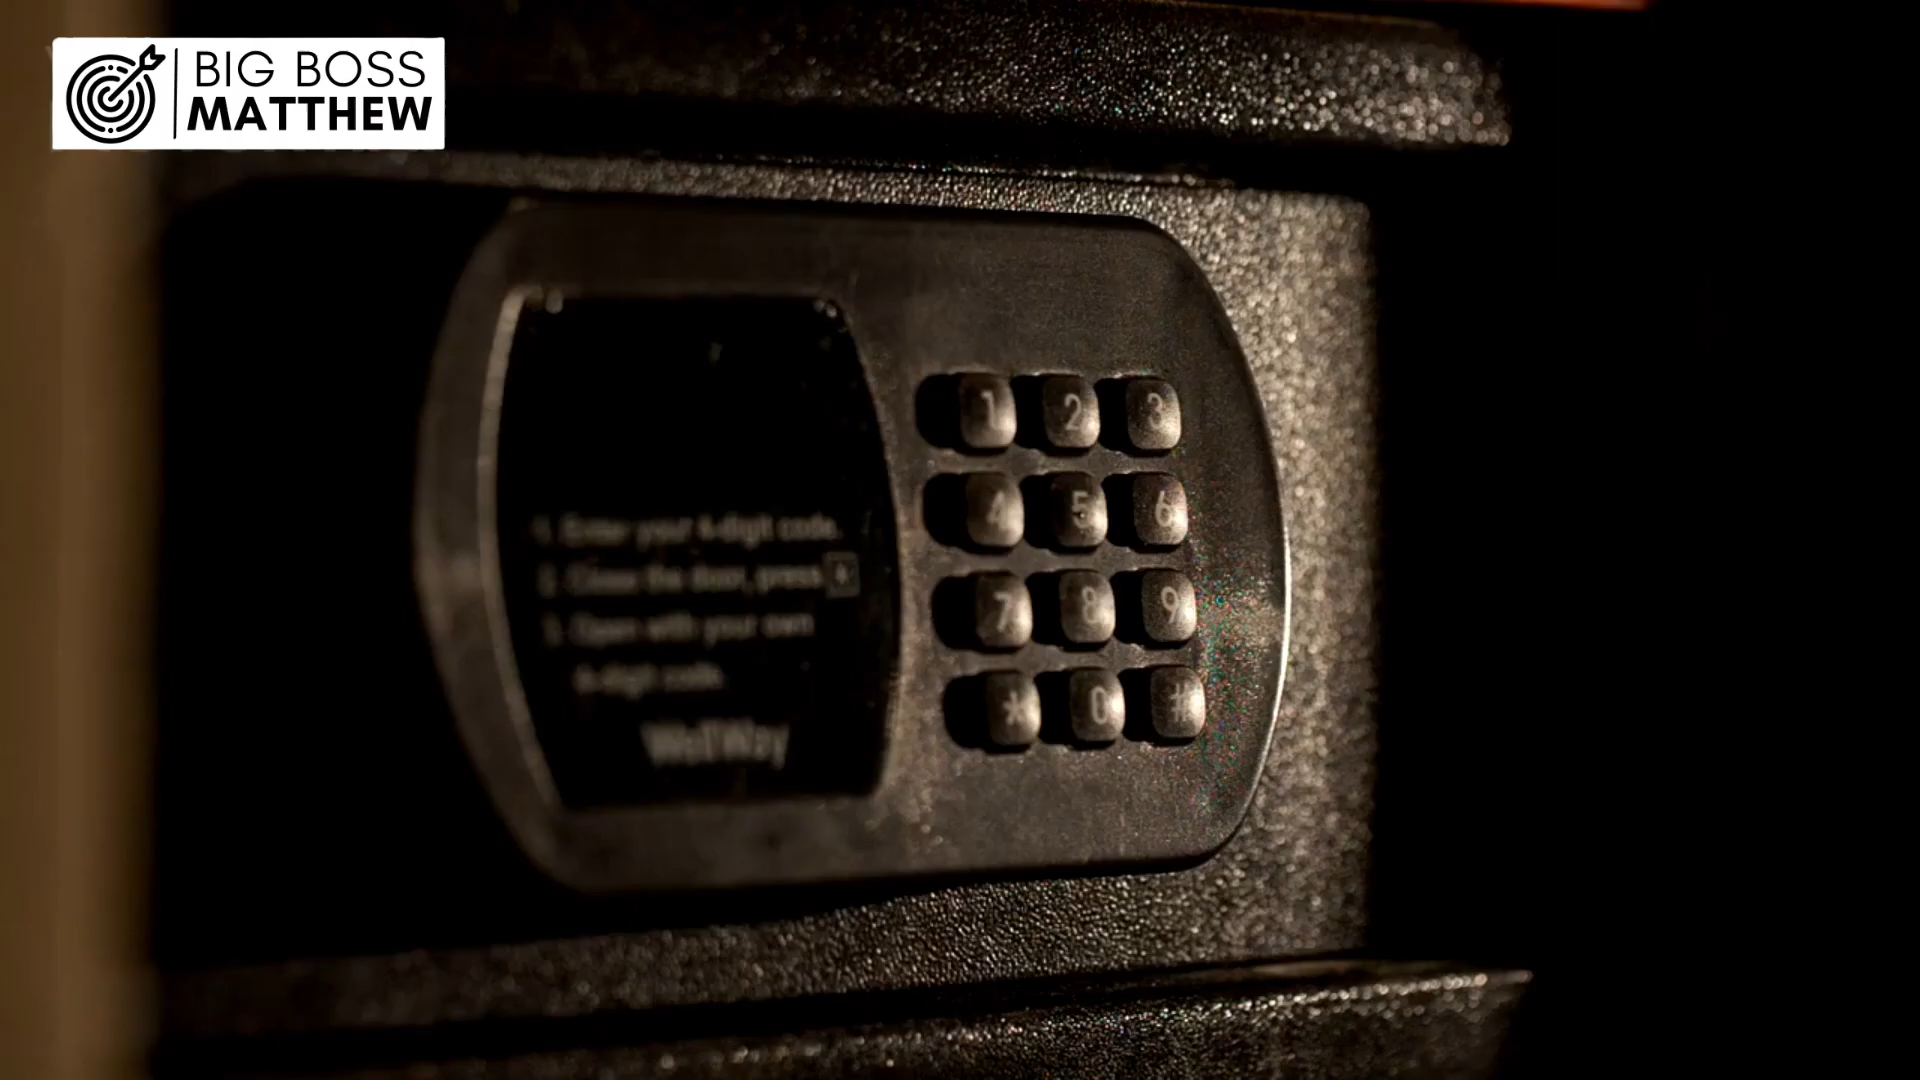 BIG BOSS
MATTHEW
1 2 3
4 5 6
1. Enter your 4-digit code.
2. Close the door, press *
3. Open with your own
4-digit code.
7 8 9
* 0 #